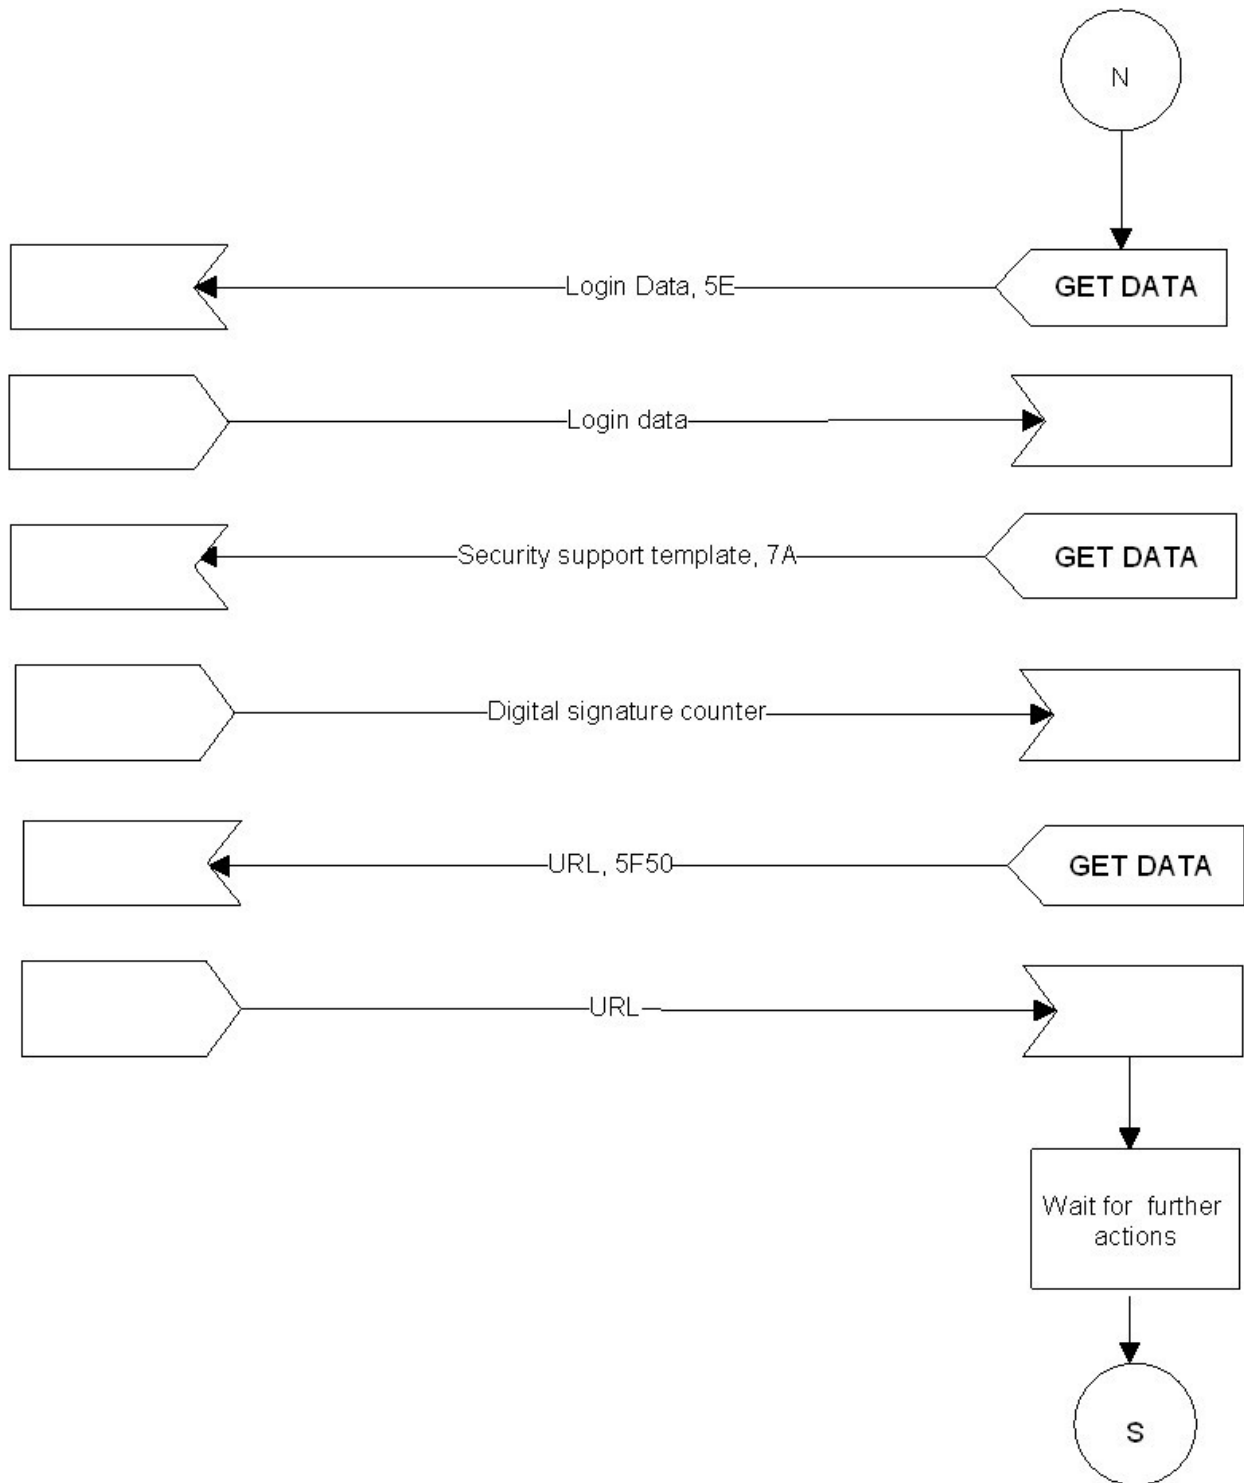 N
Login Data, 5E
GET DATA
Login data
Security support template, 7A
GET DATA
Digital signature counter
URL, 5F50
GET DATA
URL
Wait for further
actions
S